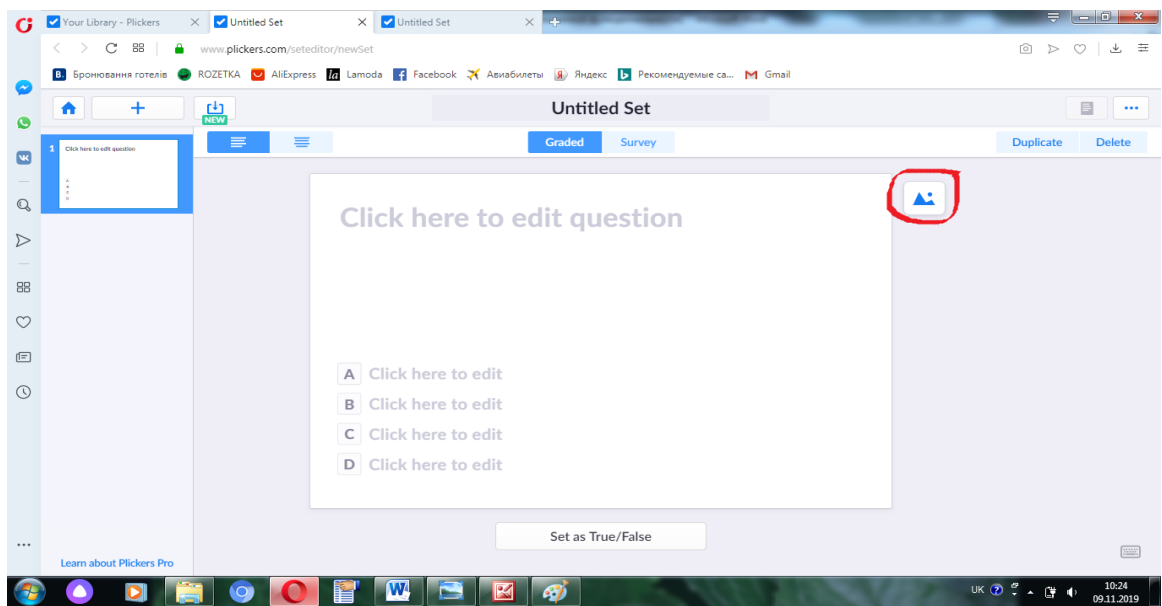 Your Library - Plickers
Untitled Set
Untitled Set
www.plickers.com/seteditor/newSet
B. Бронювання готелів ROZETKA AliExpress la Lamoda Facebook Авиабилеты Я Яндекс Рекомендуемые са... Gmail
NEW
Untitled Set
Graded
Survey
Duplicate
Delete
1 Click here to edit question
A
B
C
D
Click here to edit question
A Click here to edit
B Click here to edit
C Click here to edit
D Click here to edit
Set as True/False
Learn about Plickers Pro
UK
10:24
09.11.2019